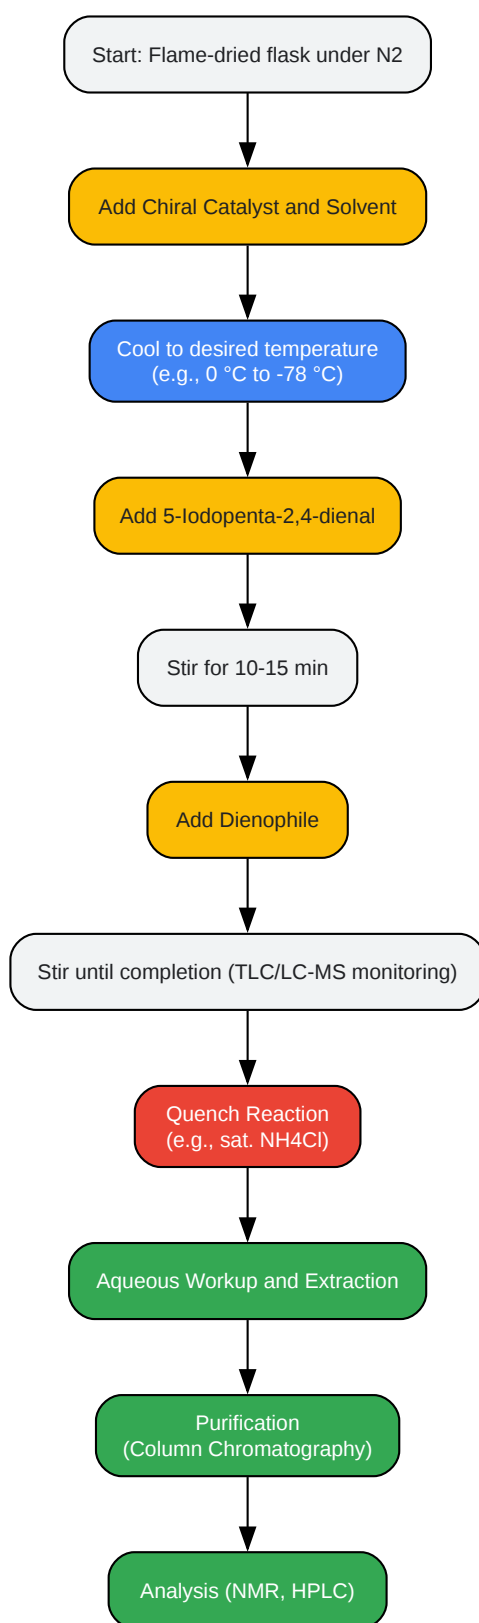 Start: Flame-dried flask under N2
Add Chiral Catalyst and Solvent
Cool to desired temperature
(e.g., 0 °C to -78 °C)
Add 5-Iodopenta-2,4-dienal
Stir for 10-15 min
Add Dienophile
Stir until completion (TLC/LC-MS monitoring)
Quench Reaction
(e.g., sat. NH4Cl)
Aqueous Workup and Extraction
Purification
(Column Chromatography)
Analysis (NMR, HPLC)